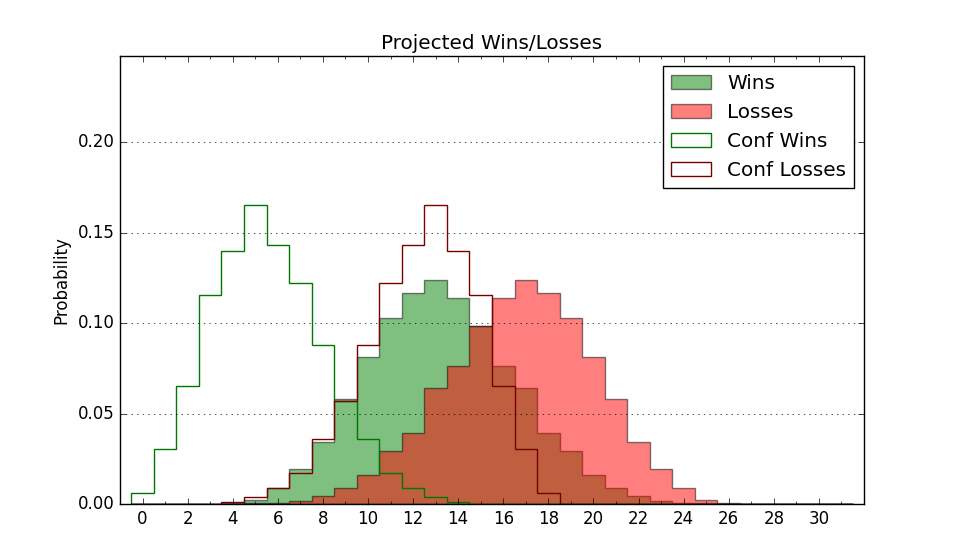 Projected Wins/Losses
Wins
Losses
Conf Wins
Conf Losses
Probability
0.20
0.15
0.10
0.05
0.00
0 2 4 6 8 10 12 14 16 18 20 22 24 26 28 30